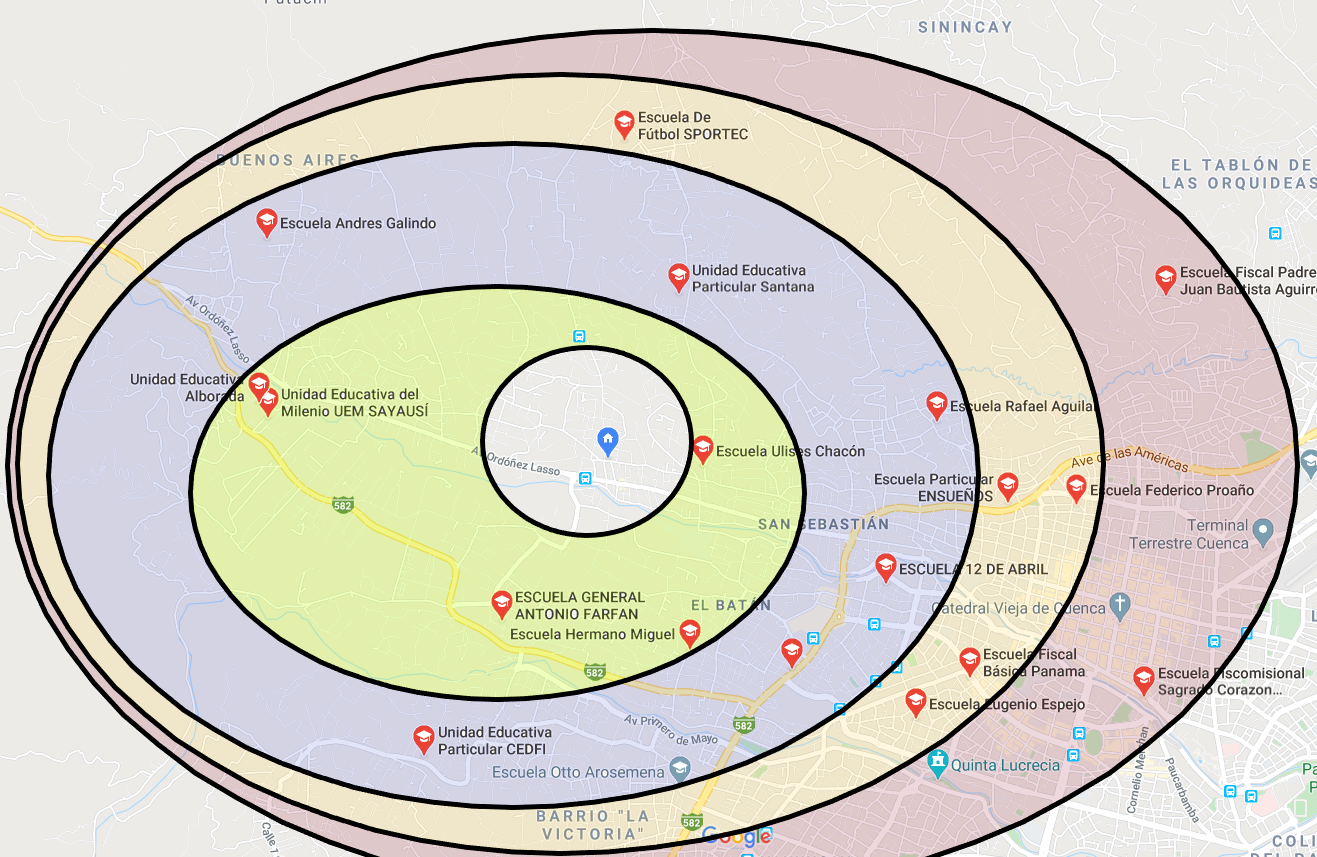 SININCAY
Escuela De
Fútbol SPORTEC
BUENOS AIRES
EL TABLÓN DE
LAS ORQUIDEAS
Escuela Andres Galindo
Unidad Educativa
Particular Santana
Escuela Fiscal Padre
Juan Bautista Aguirre
Av Ordóñez Lasso
Unidad Educativa
Alborada
Unidad Educativa del
Milenio UEM SAYAUSÍ
Escuela Rafael Aguilar
Escuela Ulises Chacón
Av Ordóñez Lasso
Ave de las Américas
Escuela Particular
ENSUEÑOS
Escuela Federico Proaño
582
SAN SEBASTIÁN
Terminal
Terrestre Cuenca
ESCUELA 12 DE ABRIL
ESCUELA GENERAL
ANTONIO FARFAN
EL BATÁN
Catedral Vieja de Cuenca
Escuela Hermano Miguel
Escuela Fiscal
Básica Panama
582
Escuela Fiscomisional
Sagrado Corazon...
Escuela Eugenio Espejo
Av Primero de Mayo
582
Unidad Educativa
Particular CEDFI
Escuela Otto Arosemena
Quinta Lucrecia
Cornelio Merchan
Paucarbamba
BARRIO "LA
VICTORIA"
582
Google
Calle
COLI